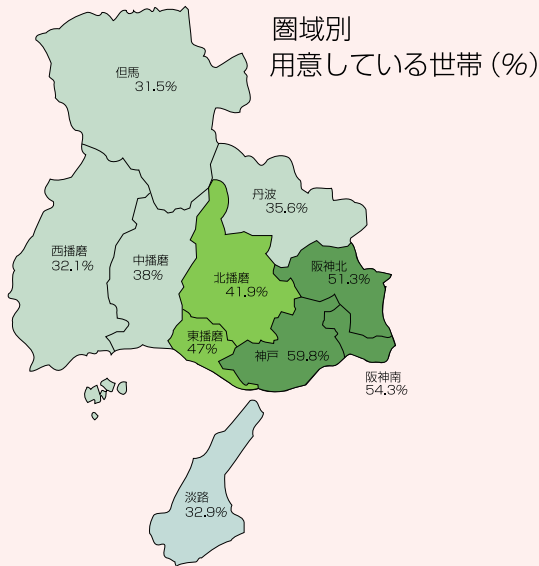 圏域別
用意している世帯(%)
但馬
31.5%
丹波
35.6%
西播磨
32.1%
中播磨
38%
北播磨
41.9%
阪神北
51.3%
東播磨
47%
神戸 59.8%
阪神南
54.3%
淡路
32.9%